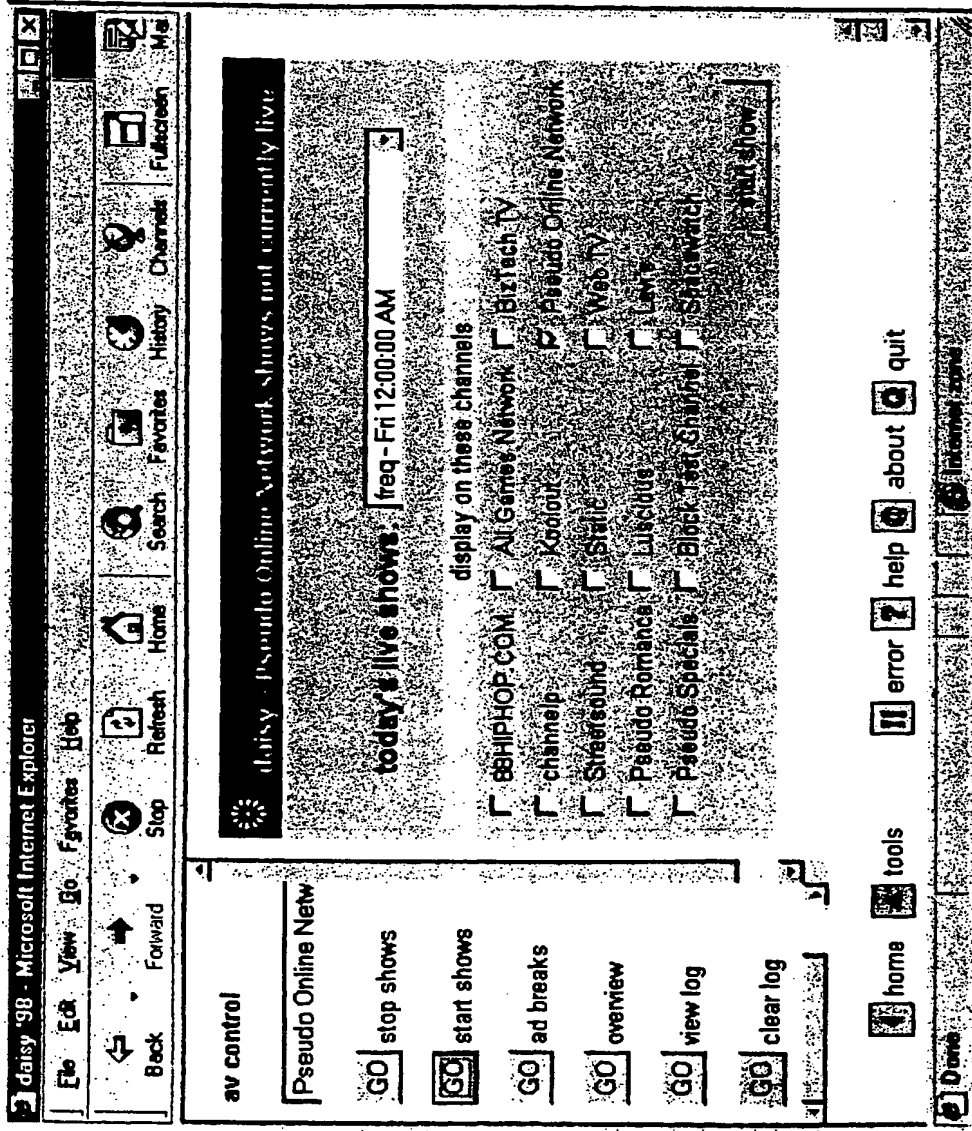 daisy '98 - Microsoft Internet Explorer
File Edit View Go Favorites Help
Back Forward Stop Refresh Home Search Favorites History Channels Fullscreen Mai
av control
Pseudo Online Netw
GO stop shows
GO start shows
GO ad breaks
GO overview
GO view log
GO clear log
daisy - Pseudo Online Network shows not currently live
today's live shows:
freq - Fri 12:00:00 AM
display on these channels
88HIPHOP.COM All Games Network BizTech TV
channelp Koolout Pseudo Online Network
Streetsound Static Web TV
Pseudo Romance Luscious
Pseudo Specials Block Test Channel Showwatch
start show
home tools !! error ? help @ about Q quit
Done Internet zone